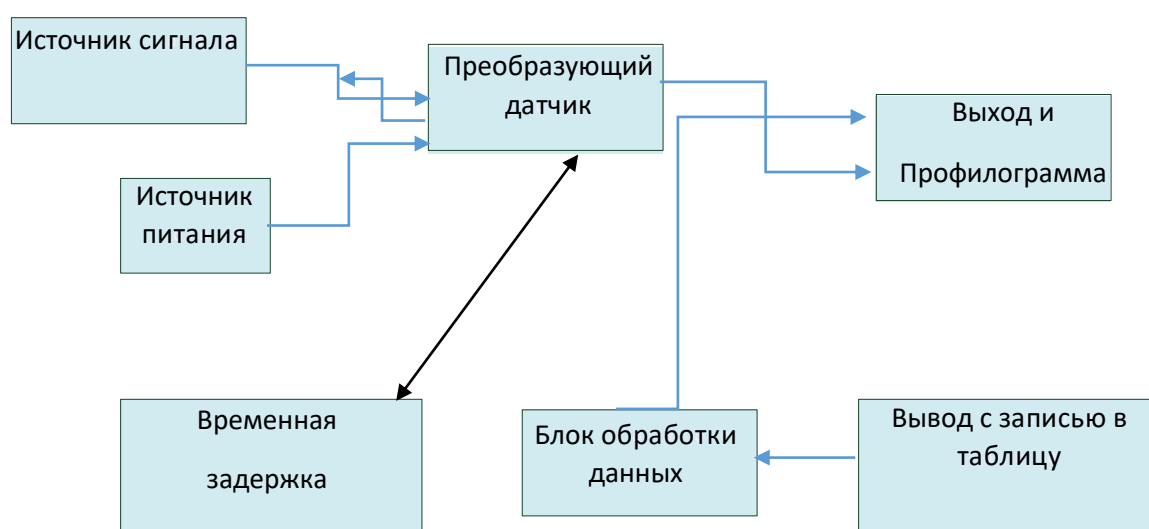 Источник сигнала
Преобразующий
датчик
Выход и
Профилограмма
Источник
питания
Временная
задержка
Блок обработки
данных
Вывод с записью в
таблицу